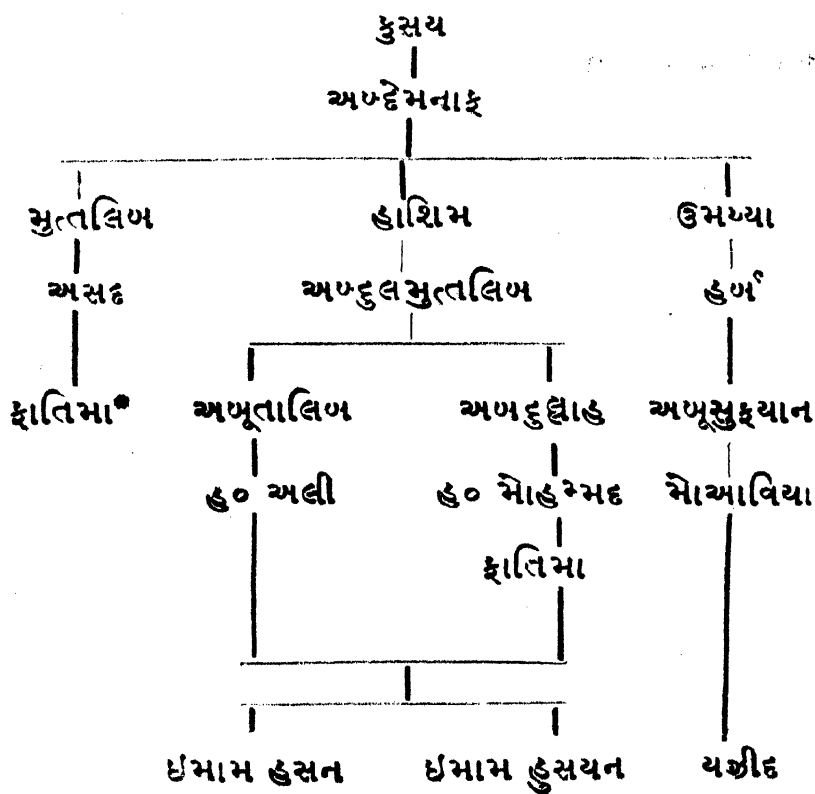 કુસય
અબ્દેમનાફ
મુત્તલિબ હાશિમ ઉમય્યા
અસદ અબ્દુલમુત્તલિબ હર્બ
ફાતિમા* અબૂતાલિબ અબદુલ્લાહ અબૂસુફયાન
હ૦ અલી હ૦ મોહમ્મદ મોઆવિયા
ફાતિમા
ઇમામ હસન ઇમામ હુસયન યઝીદ